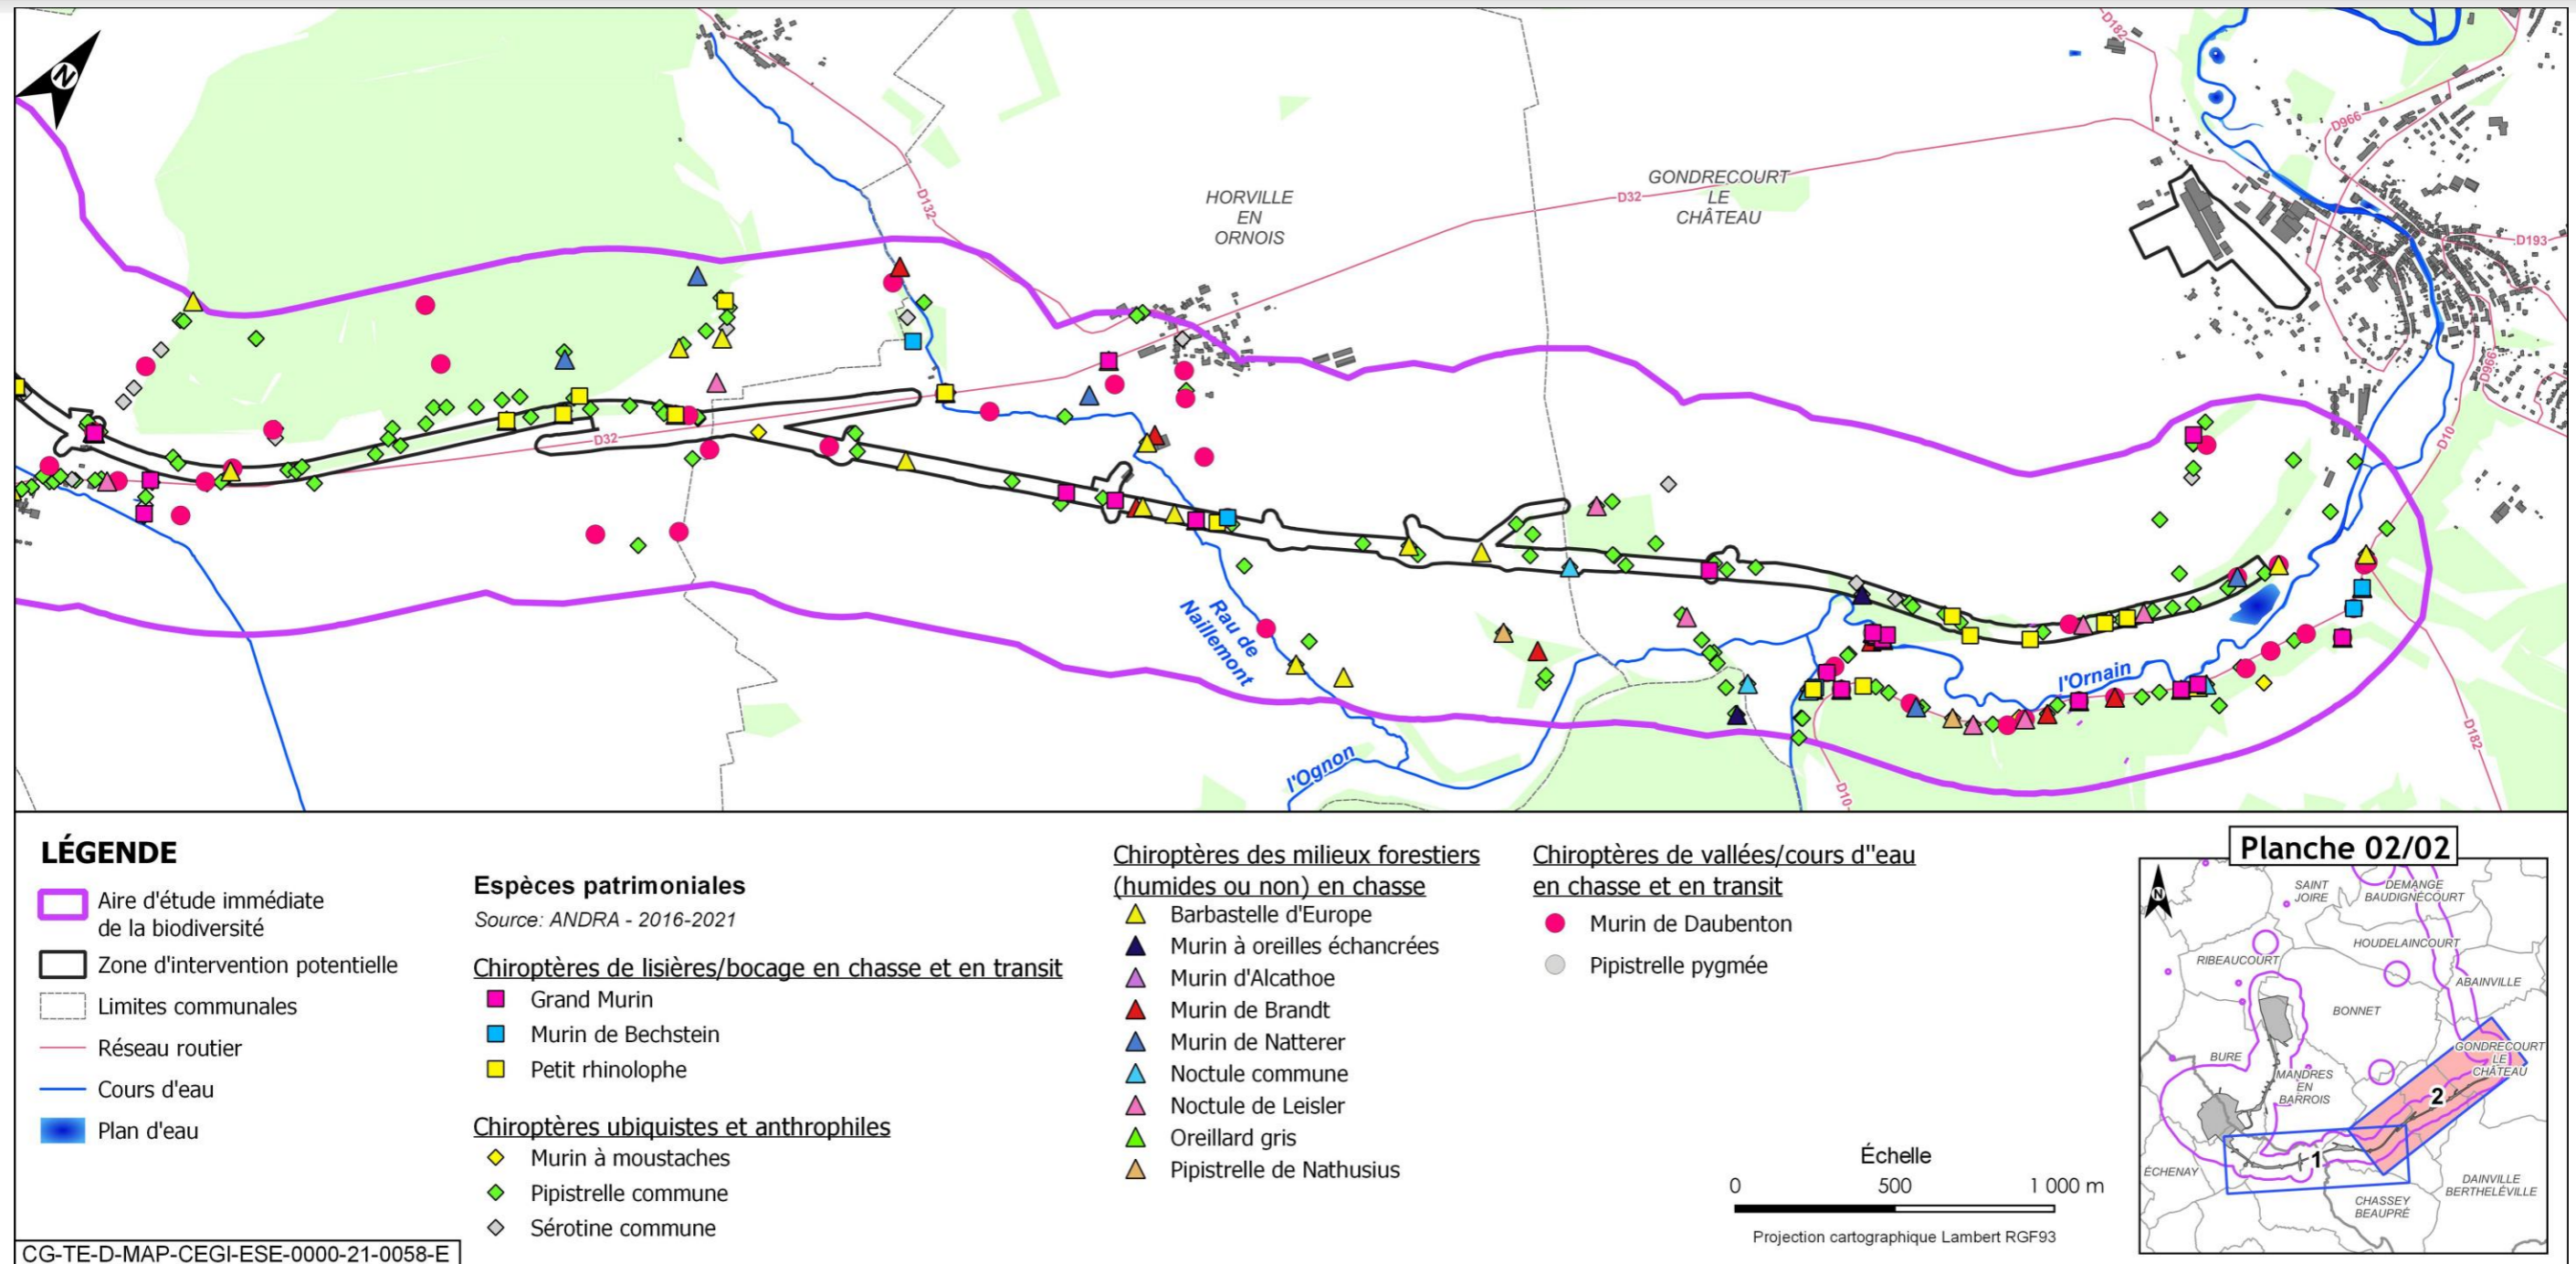 N
D182
D966
D132
HORVILLE
EN
ORNOIS
GONDRECOURT
LE
CHÂTEAU
D32
D193
D966
D10
D32
Rau de
Naillemont
l'Ornain
l'Ognon
D10
D182
LÉGENDE
Aire d'étude immédiate
de la biodiversité
Zone d'intervention potentielle
Limites communales
Réseau routier
Cours d'eau
Plan d'eau
Espèces patrimoniales
Source: ANDRA - 2016-2021
Chiroptères de lisières/bocage en chasse et en transit
Grand Murin
Murin de Bechstein
Petit rhinolophe
Chiroptères ubiquistes et anthrophiles
Murin à moustaches
Pipistrelle commune
Sérotine commune
Chiroptères des milieux forestiers
(humides ou non) en chasse
Barbastelle d'Europe
Murin à oreilles échancrées
Murin d'Alcathoe
Murin de Brandt
Murin de Natterer
Noctule commune
Noctule de Leisler
Oreillard gris
Pipistrelle de Nathusius
Chiroptères de vallées/cours d''eau
en chasse et en transit
Murin de Daubenton
Pipistrelle pygmée
Échelle
0 500 1 000 m
Projection cartographique Lambert RGF93
Planche 02/02
N
SAINT
JOIRE
DEMANGE
BAUDIGNÉCOURT
HOUDELAINCOURT
RIBEAUCOURT
ABAINVILLE
BONNET
GONDRECOURT
LE
CHÂTEAU
BURE
MANDRES
EN
BARROIS
2
1
ÉCHENAY
DAINVILLE
BERTHELÉVILLE
CHASSEY
BEAUPRÉ
CG-TE-D-MAP-CEGI-ESE-0000-21-0058-E